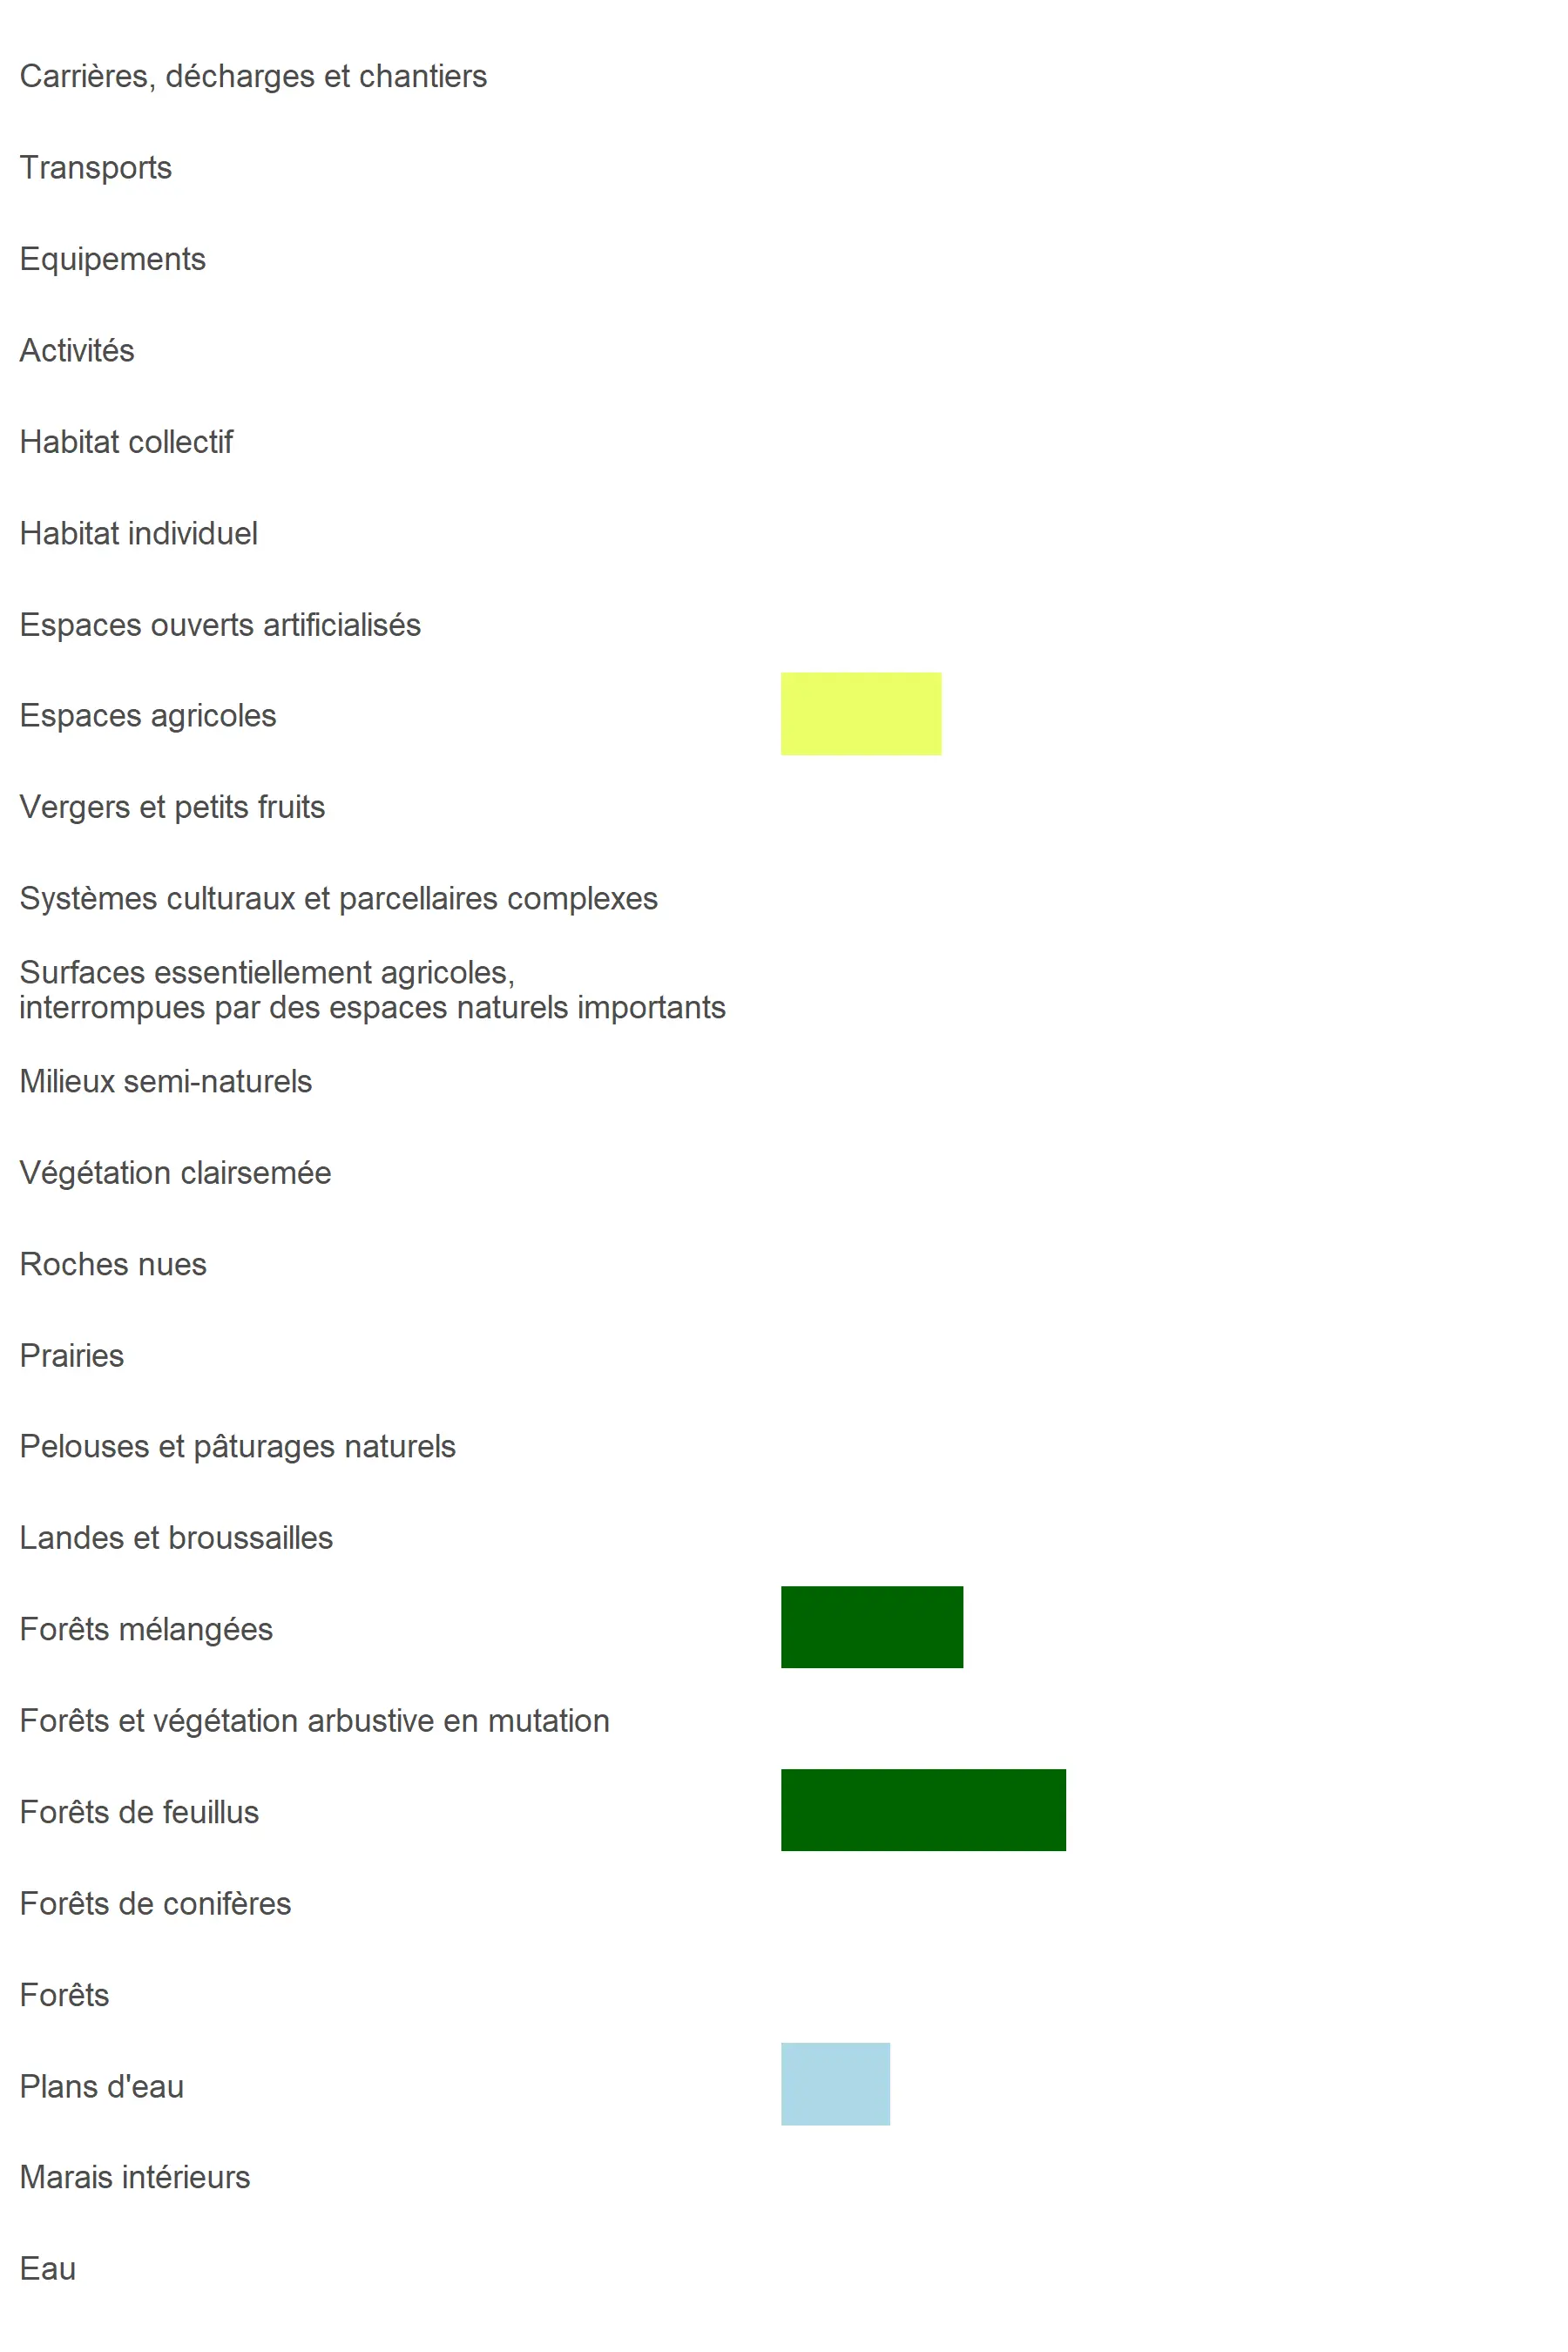 Carrières, décharges et chantiers
Transports
Equipements
Activités
Habitat collectif
Habitat individuel
Espaces ouverts artificialisés
Espaces agricoles
Vergers et petits fruits
Systèmes culturaux et parcellaires complexes
Surfaces essentiellement agricoles,
interrompues par des espaces naturels importants
Milieux semi-naturels
Végétation clairsemée
Roches nues
Prairies
Pelouses et pâturages naturels
Landes et broussailles
Forêts mélangées
Forêts et végétation arbustive en mutation
Forêts de feuillus
Forêts de conifères
Forêts
Plans d'eau
Marais intérieurs
Eau